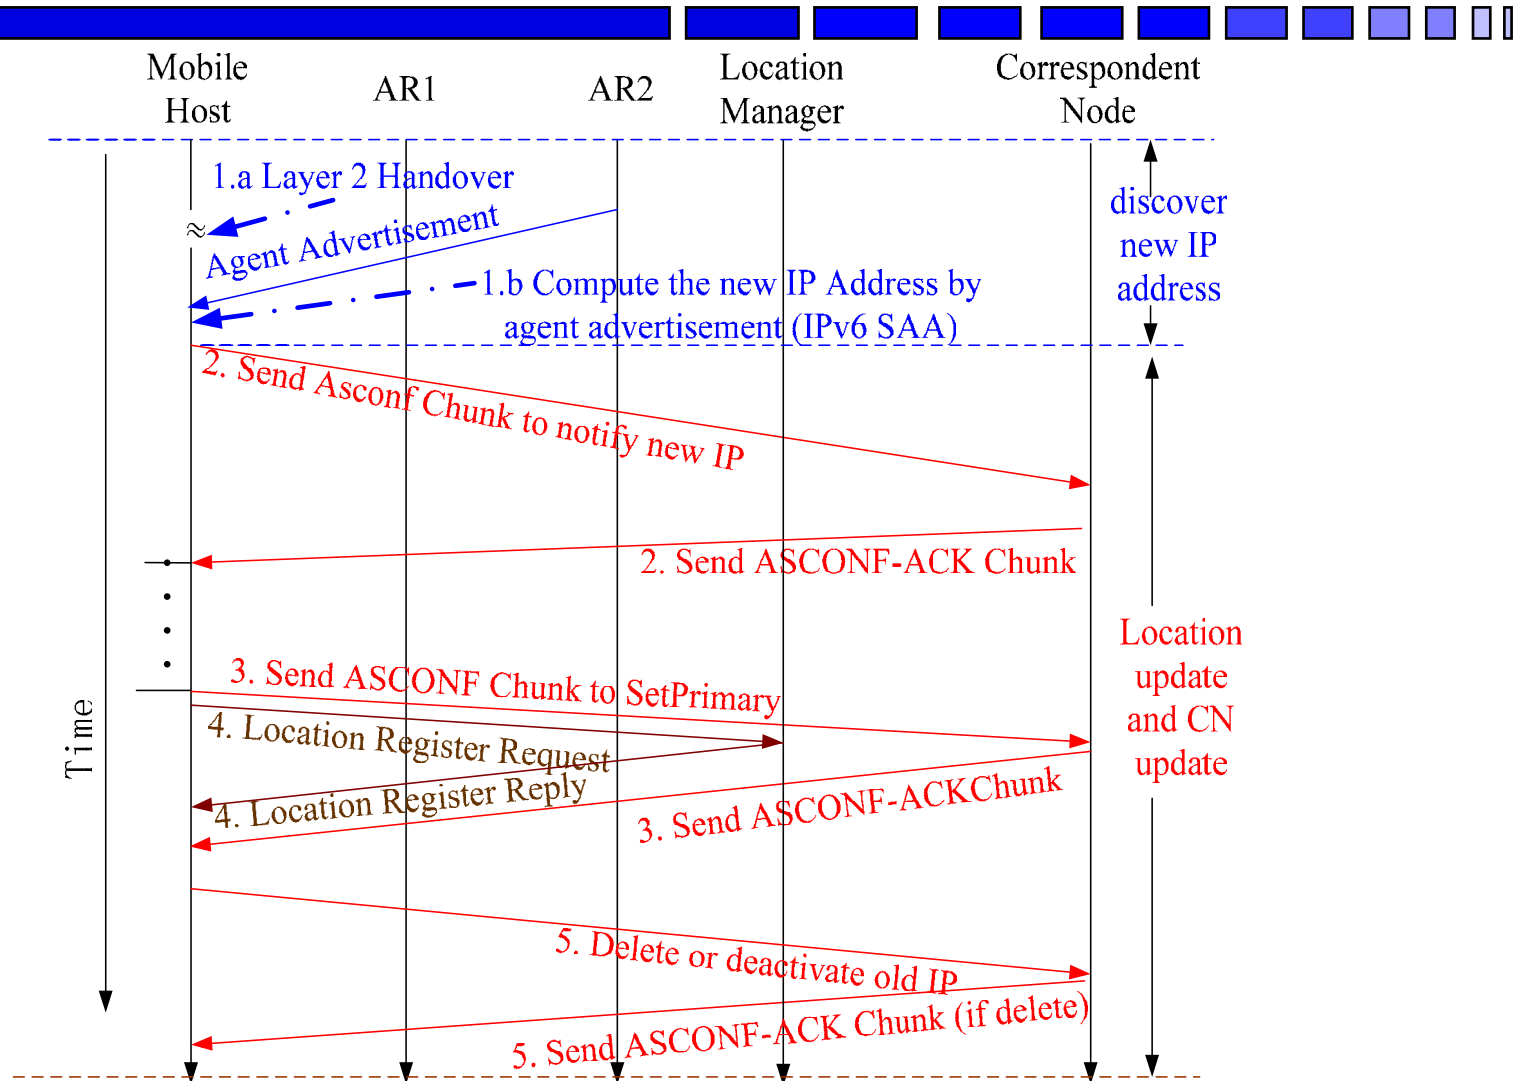 Mobile
Host
AR1
AR2
Location
Manager
Correspondent
Node
1.a Layer 2 Handover
≈
Agent Advertisement
discover
new IP
address
1.b Compute the new IP Address by
agent advertisement (IPv6 SAA)
2. Send Asconf Chunk to notify new IP
2. Send ASCONF-ACK Chunk
Location
update
and CN
update
3. Send ASCONF Chunk to SetPrimary
4. Location Register Request
4. Location Register Reply
3. Send ASCONF-ACKChunk
Time
5. Delete or deactivate old IP
5. Send ASCONF-ACK Chunk (if delete)